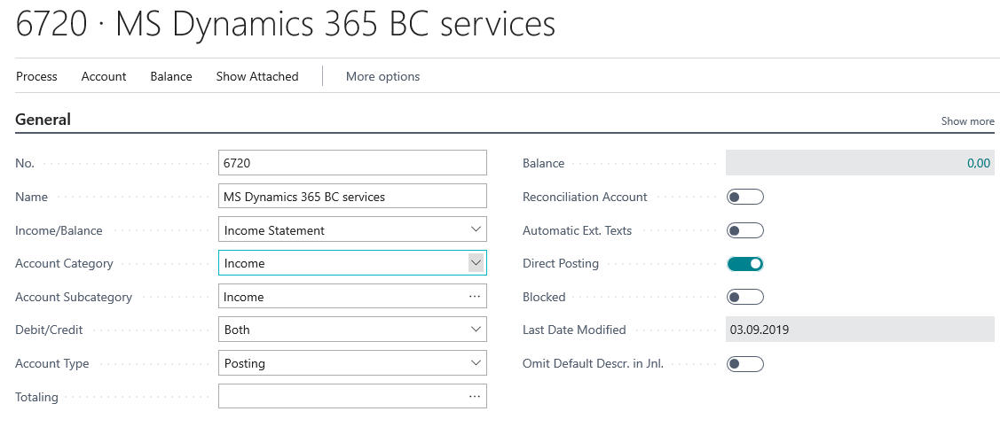 6720 · MS Dynamics 365 BC services
Process Account Balance Show Attached More options
General Show more
No. 6720 Balance 0,00
Name MS Dynamics 365 BC services Reconciliation Account
Income/Balance Income Statement Automatic Ext. Texts
Account Category Income Direct Posting
Account Subcategory Income ··· Blocked
Debit/Credit Both Last Date Modified 03.09.2019
Account Type Posting Omit Default Descr. in Jnl.
Totaling ···